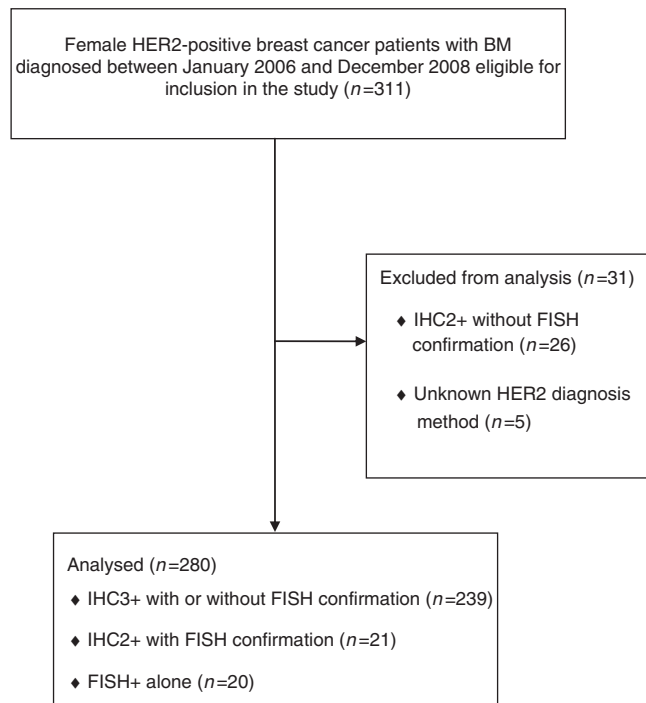 Female HER2-positive breast cancer patients with BM
diagnosed between January 2006 and December 2008 eligible for
inclusion in the study (n=311)
Excluded from analysis (n=31)
♦ IHC2+ without FISH
confirmation (n=26)
♦ Unknown HER2 diagnosis
method (n=5)
Analysed (n=280)
♦ IHC3+ with or without FISH confirmation (n=239)
♦ IHC2+ with FISH confirmation (n=21)
♦ FISH+ alone (n=20)